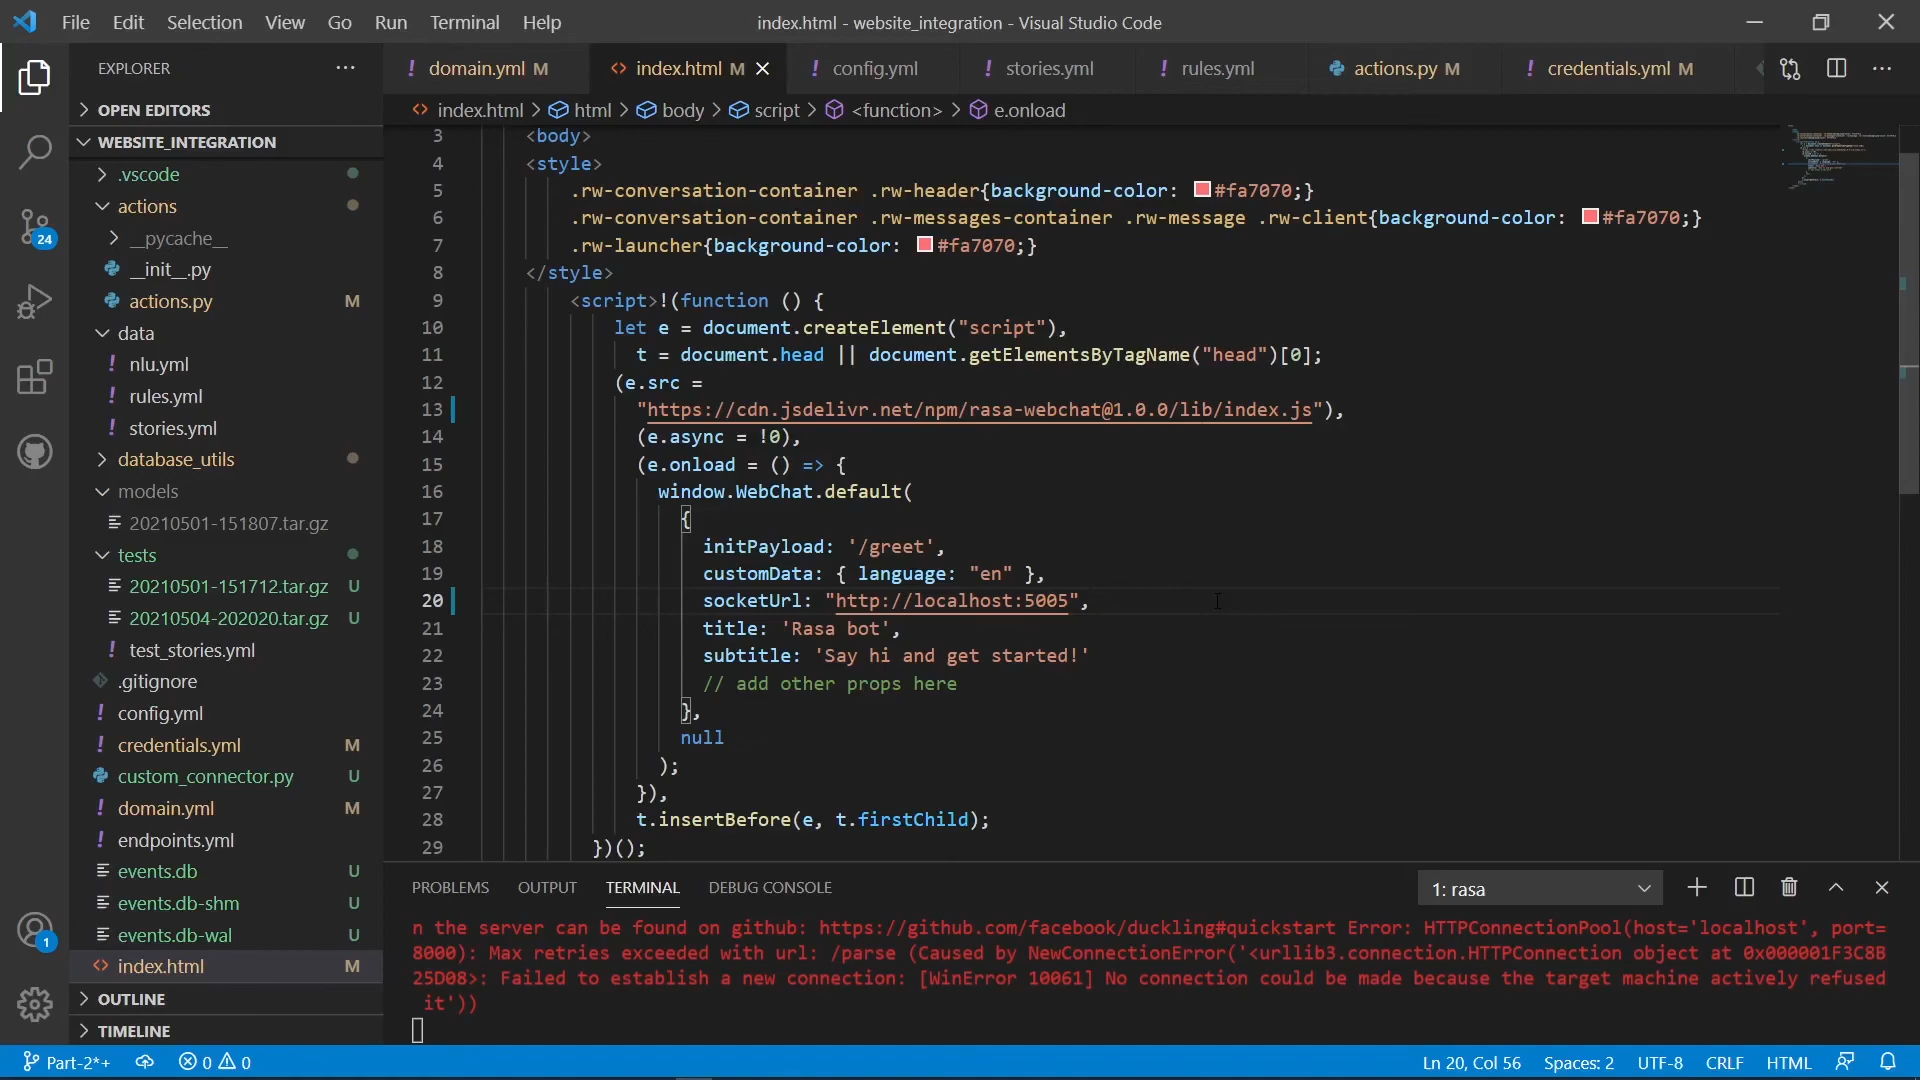 File Edit Selection View Go Run Terminal Help
index.html - website_integration - Visual Studio Code
EXPLORER
OPEN EDITORS
WEBSITE_INTEGRATION
.vscode
actions
__pycache__
__init__.py
actions.py M
data
nlu.yml
rules.yml
stories.yml
database_utils
models
20210501-151807.tar.gz
tests
20210501-151712.tar.gz U
20210504-202020.tar.gz U
test_stories.yml
.gitignore
config.yml
credentials.yml M
custom_connector.py U
domain.yml M
endpoints.yml
events.db U
events.db-shm U
events.db-wal U
index.html M
OUTLINE
TIMELINE
24
1
domain.yml M index.html M config.yml stories.yml rules.yml actions.py M credentials.yml M
index.html > html > body > script > <function> > e.onload
3 <body>
4 <style>
5 .rw-conversation-container .rw-header{background-color: #fa7070;}
6 .rw-conversation-container .rw-messages-container .rw-message .rw-client{background-color: #fa7070;}
7 .rw-launcher{background-color: #fa7070;}
8 </style>
9 <script>!(function () {
10 let e = document.createElement("script"),
11 t = document.head || document.getElementsByTagName("head")[0];
12 (e.src =
13 "https://cdn.jsdelivr.net/npm/rasa-webchat@1.0.0/lib/index.js"),
14 (e.async = !0),
15 (e.onload = () => {
16 window.WebChat.default(
17 {
18 initPayload: '/greet',
19 customData: { language: "en" },
20 socketUrl: "http://localhost:5005",
21 title: 'Rasa bot',
22 subtitle: 'Say hi and get started!'
23 // add other props here
24 },
25 null
26 );
27 }),
28 t.insertBefore(e, t.firstChild);
29 })();
PROBLEMS OUTPUT TERMINAL DEBUG CONSOLE
1: rasa
n the server can be found on github: https://github.com/facebook/duckling#quickstart Error: HTTPConnectionPool(host='localhost', port=
8000): Max retries exceeded with url: /parse (Caused by NewConnectionError('<urllib3.connection.HTTPConnection object at 0x000001F3C8B
25D08>: Failed to establish a new connection: [WinError 10061] No connection could be made because the target machine actively refused
it'))
Part-2*+ 0 0 Ln 20, Col 56 Spaces: 2 UTF-8 CRLF HTML